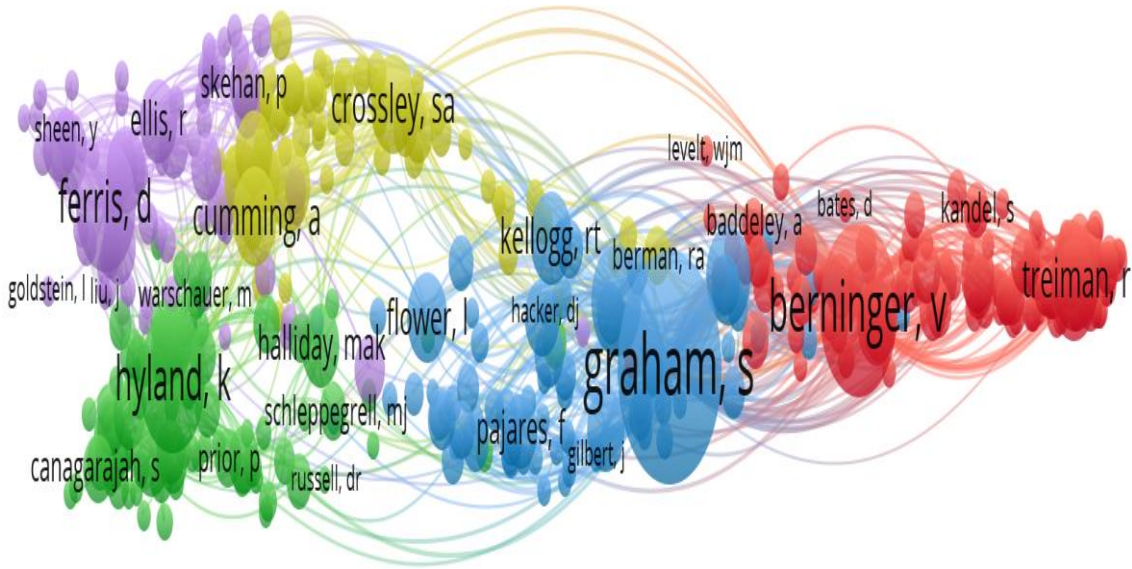 skehan, p
crossley, sa
sheen, y
ellis, r
levelt, wjm
ferris, d
cumming, a
kellogg, rt
berman, ra
baddeley, a
bates, d
kandel, s
goldstein, l
liu, j
warschauer, m
flower, l
hacker, dj
berninger, v
treiman, r
hyland, k
halliday, mak
graham, s
schleppegrell, mj
pajares, f
gilbert, j
canagarajah, s
prior, p
russell, dr